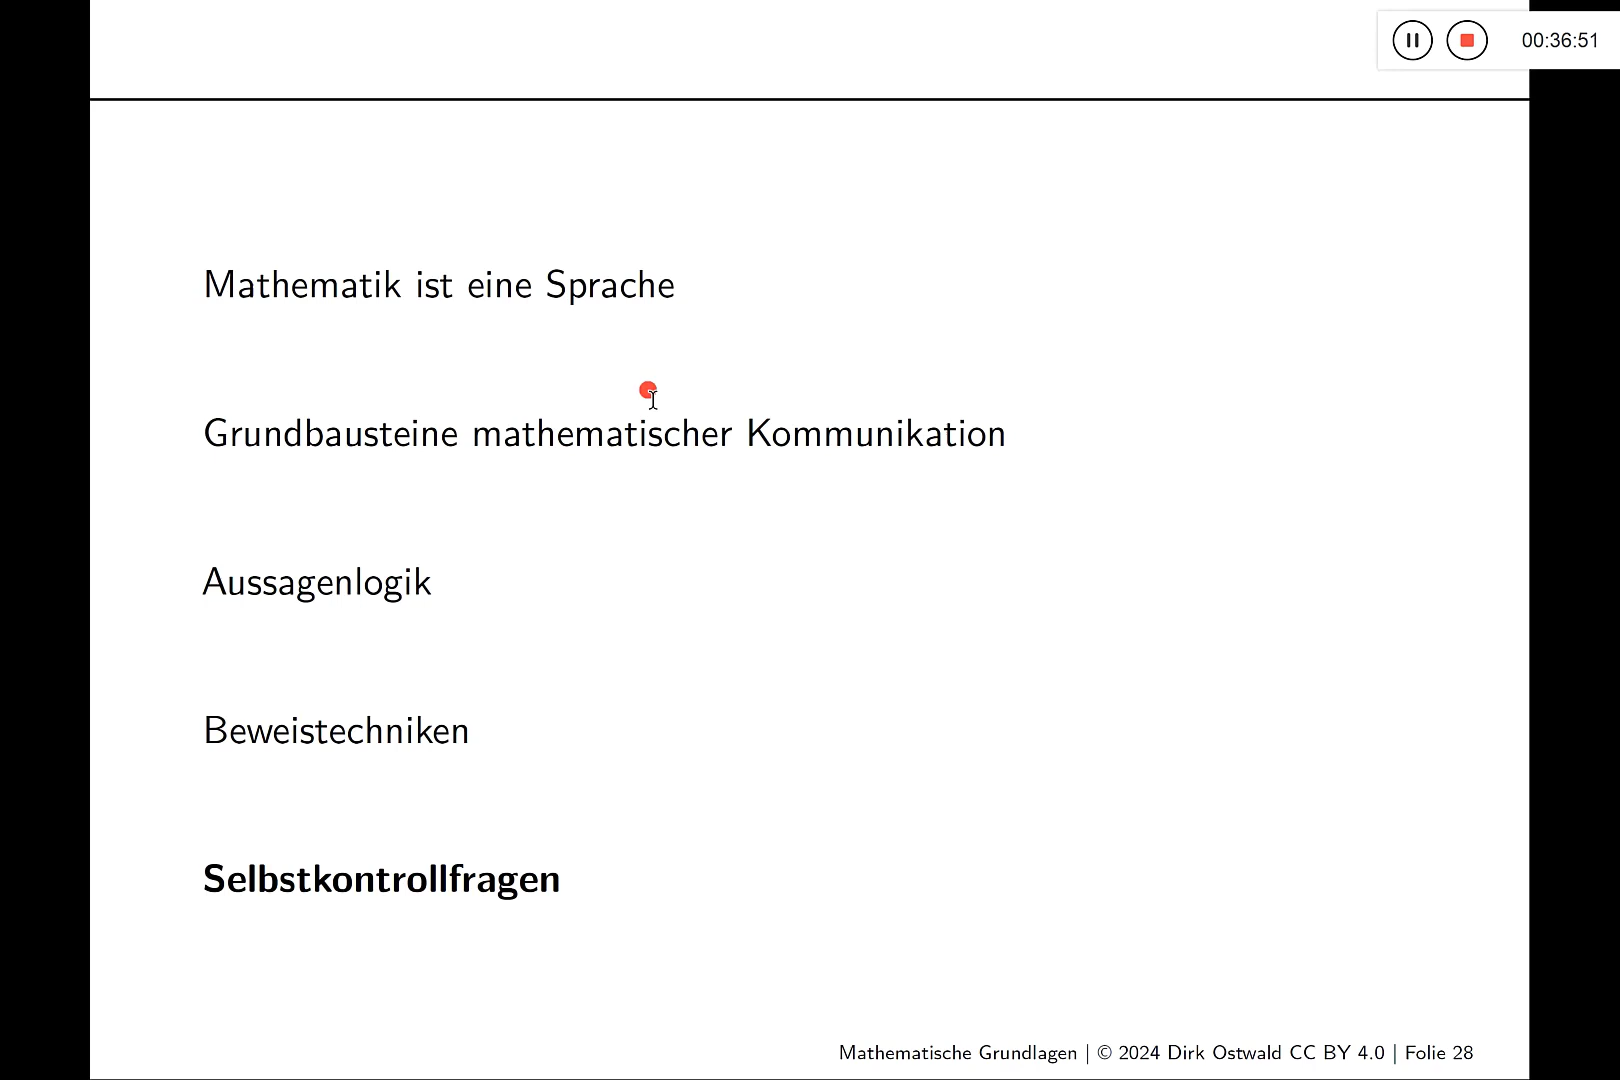 00:36:51
Mathematik ist eine Sprache
Grundbausteine mathematischer Kommunikation
Aussagenlogik
Beweistechniken
Selbstkontrollfragen
Mathematische Grundlagen | © 2024 Dirk Ostwald CC BY 4.0 | Folie 28